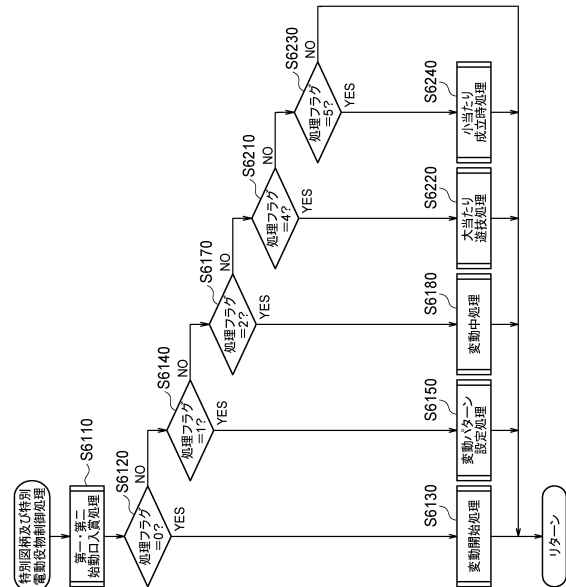 特別図柄及び特別
電動役物制御処理
S6110
第一・第二
始動口入賞処理
S6120
処理フラグ
=0?
NO
YES
S6130
変動開始処理
S6140
処理フラグ
=1?
NO
YES
S6150
変動パターン
設定処理
S6170
処理フラグ
=2?
NO
YES
S6180
変動中処理
S6210
処理フラグ
=4?
NO
YES
S6220
大当たり
遊技処理
S6230
処理フラグ
=5?
NO
YES
S6240
小当たり
成立時処理
リターン